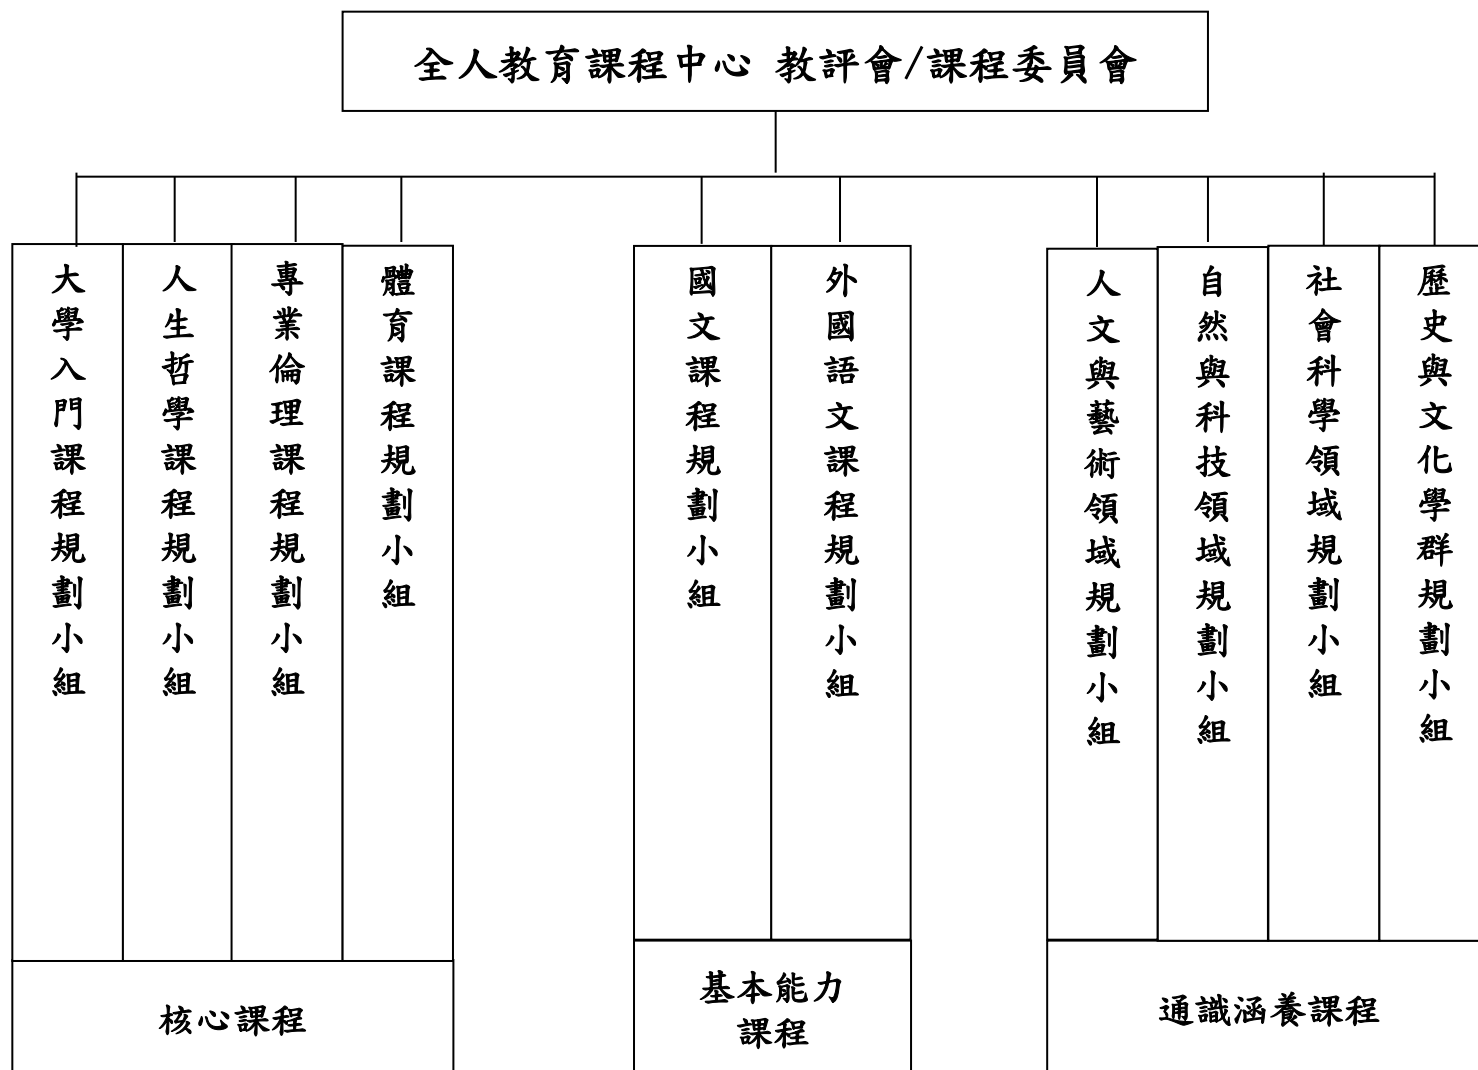 全人教育課程中心 教評會/課程委員會
大學入門課程規劃小組
人生哲學課程規劃小組
專業倫理課程規劃小組
體育課程規劃小組
國文課程規劃小組
外國語文課程規劃小組
人文與藝術領域規劃小組
自然與科技領域規劃小組
社會科學領域規劃小組
歷史與文化學群規劃小組
核心課程
基本能力
課程
通識涵養課程